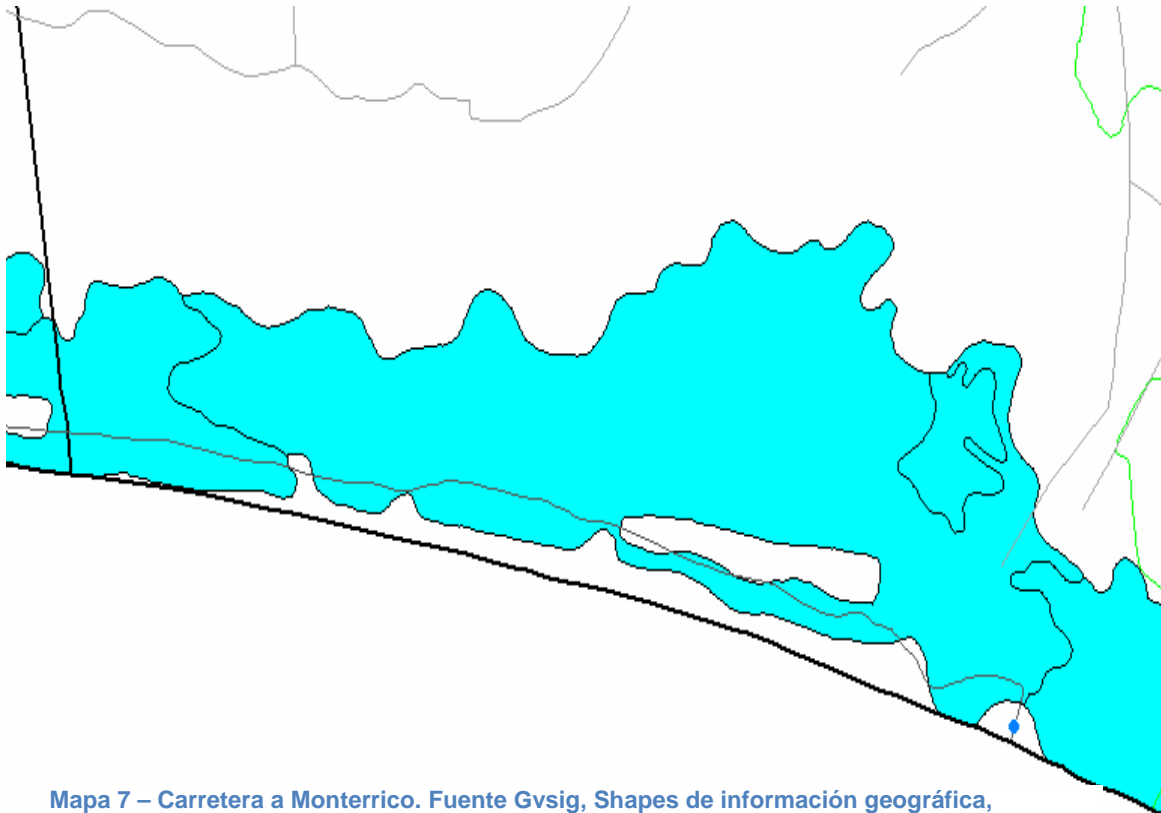 Mapa 7 – Carretera a Monterrico. Fuente Gvsig, Shapes de información geográfica,